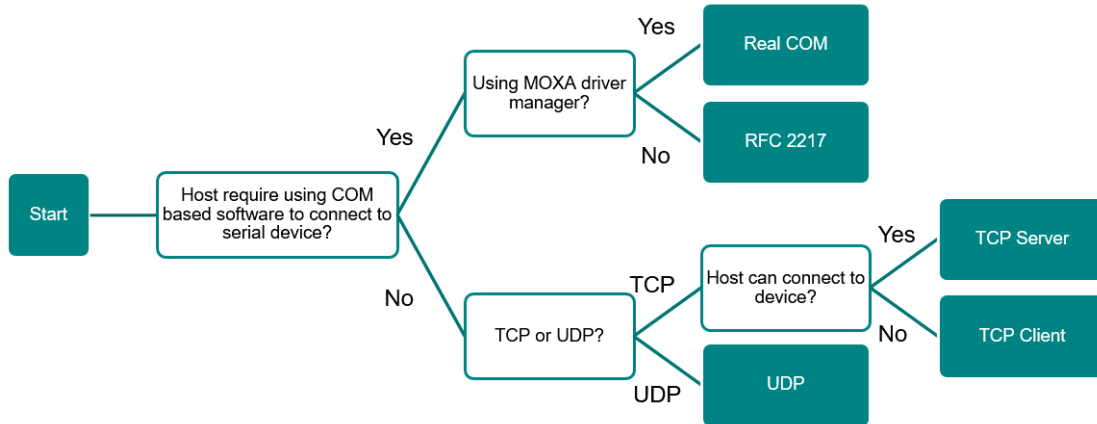 Start
Host require using COM
based software to connect to
serial device?
Yes
No
Using MOXA driver
manager?
Yes
No
Real COM
RFC 2217
TCP or UDP?
TCP
UDP
Host can connect to
device?
UDP
Yes
No
TCP Server
TCP Client